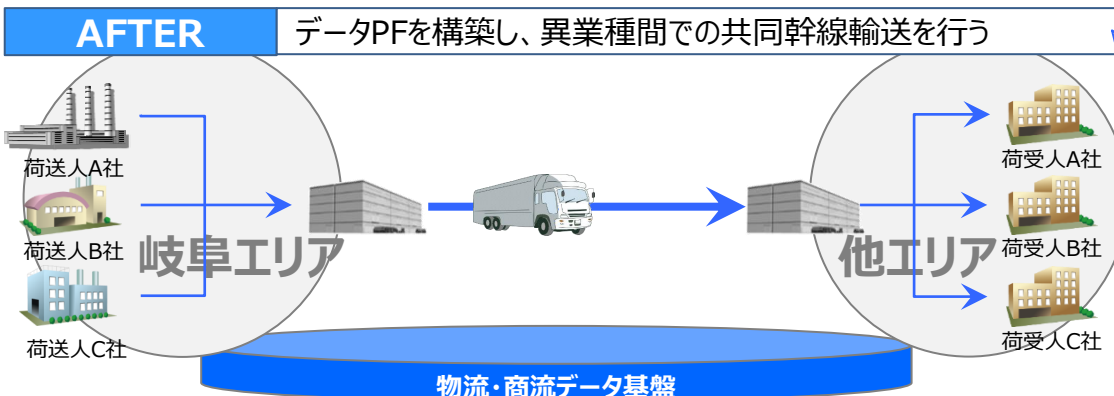 AFTER
データPFを構築し、異業種間での共同幹線輸送を行う
荷送人A社
荷送人B社
荷送人C社
岐阜エリア
他エリア
荷受人A社
荷受人B社
荷受人C社
物流・商流データ基盤